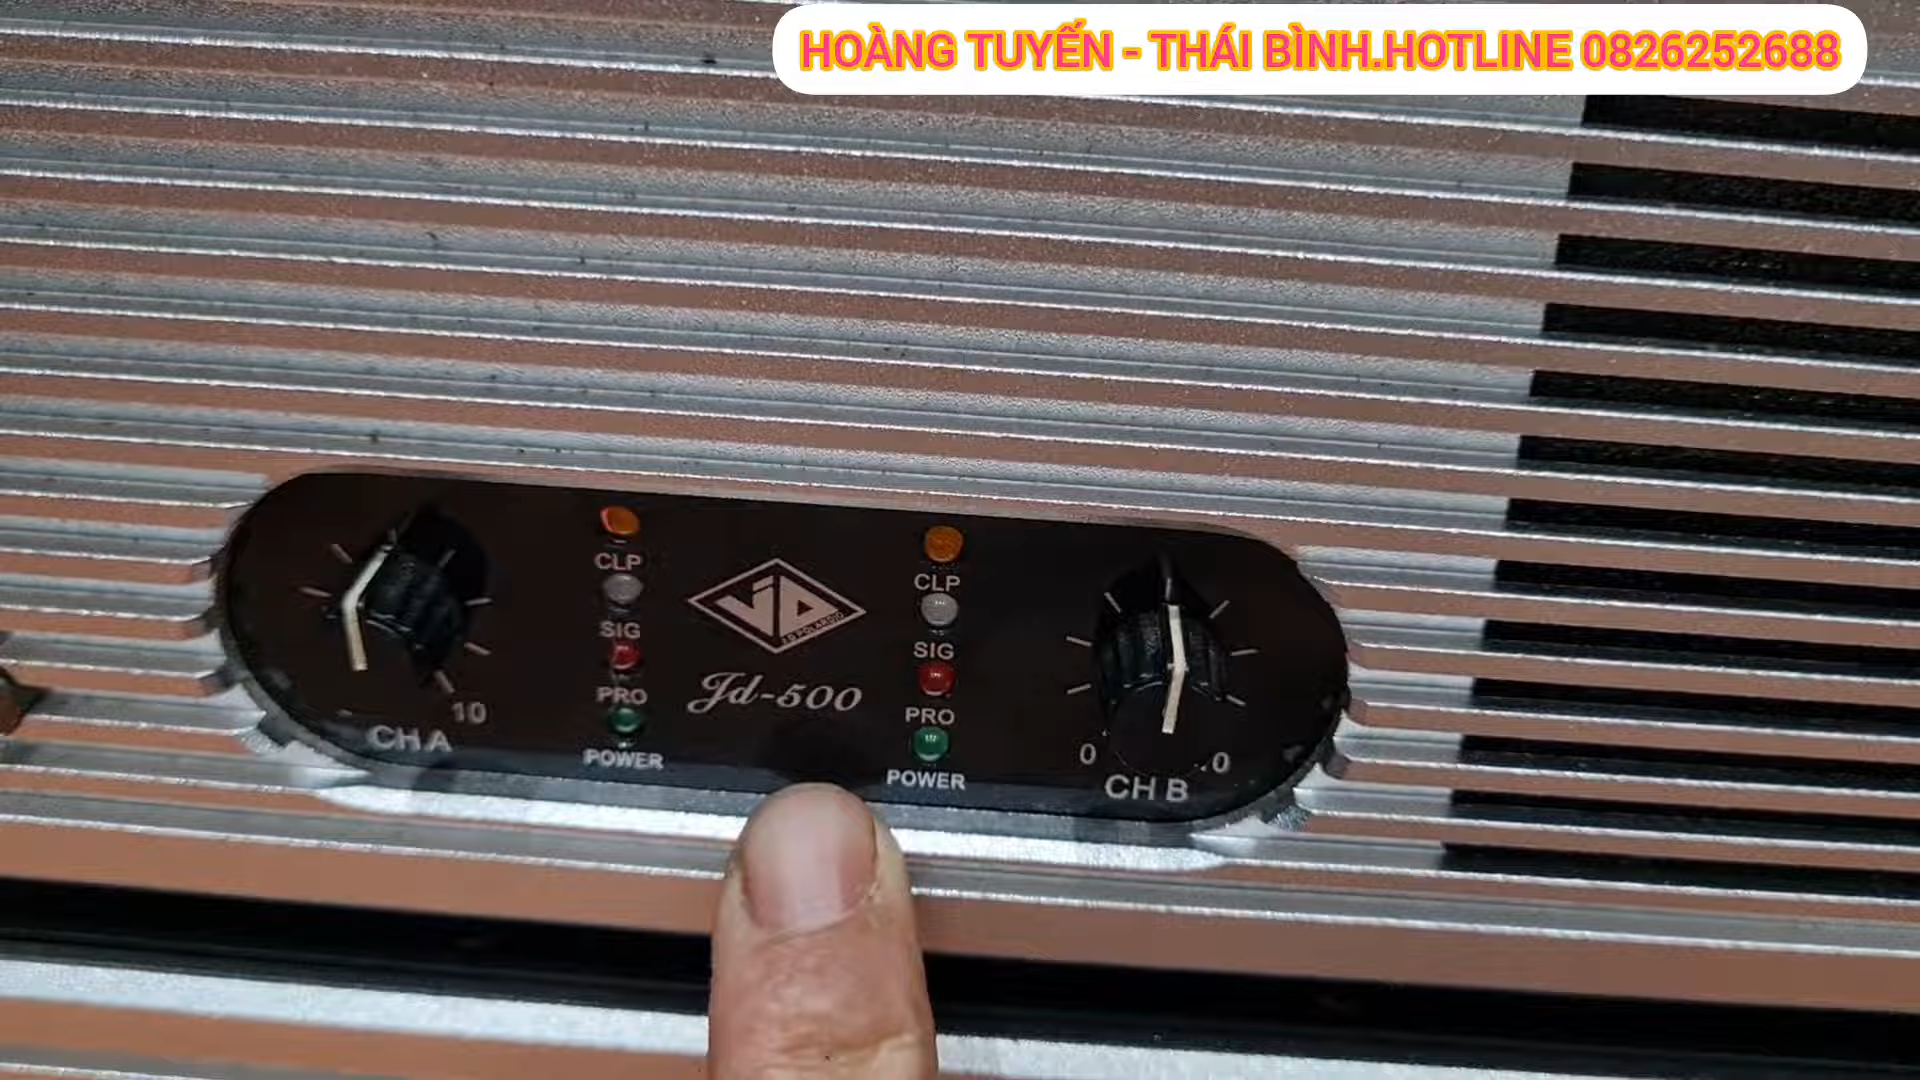 HOÀNG TUYẾN - THÁI BÌNH.HOTLINE 0826252688
CLP
SIG
PRO
POWER
10
CH A
JD
Jd-500
CLP
SIG
PRO
POWER
0
CH B